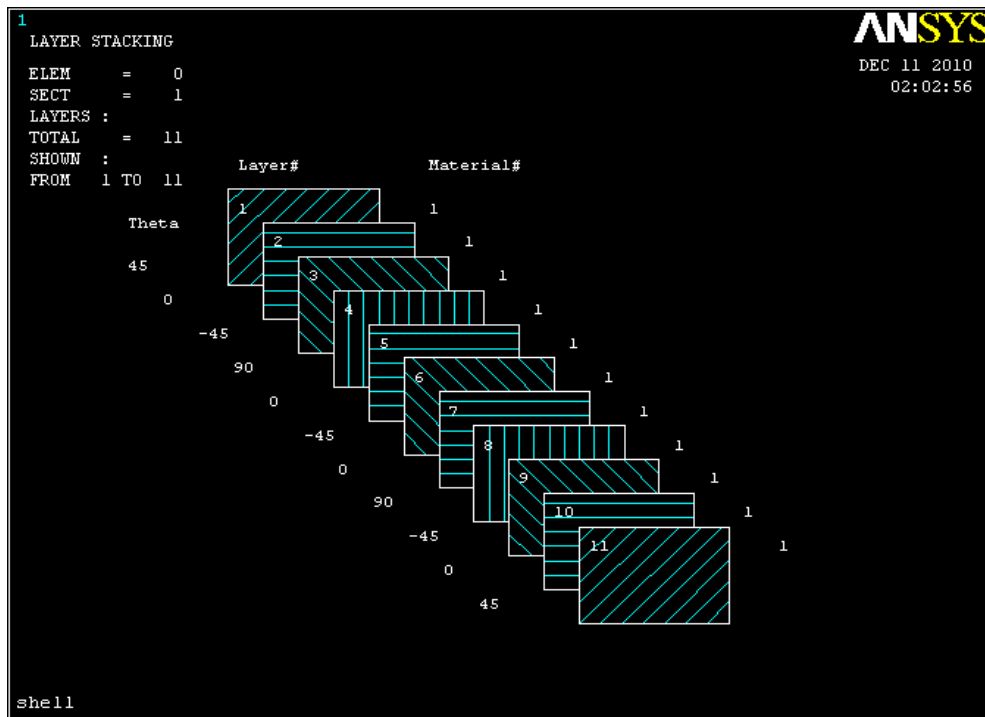 1
ANSYS
LAYER STACKING
DEC 11 2010
02:02:56
ELEM = 0
SECT = 1
LAYERS :
TOTAL = 11
SHOWN :
FROM 1 TO 11
Layer# Material#
Theta
1 1
45
2 1
0
3 1
-45
4 1
90
5 1
0
6 1
-45
7 1
0
8 1
90
9 1
-45
10 1
0
11 1
45
shell